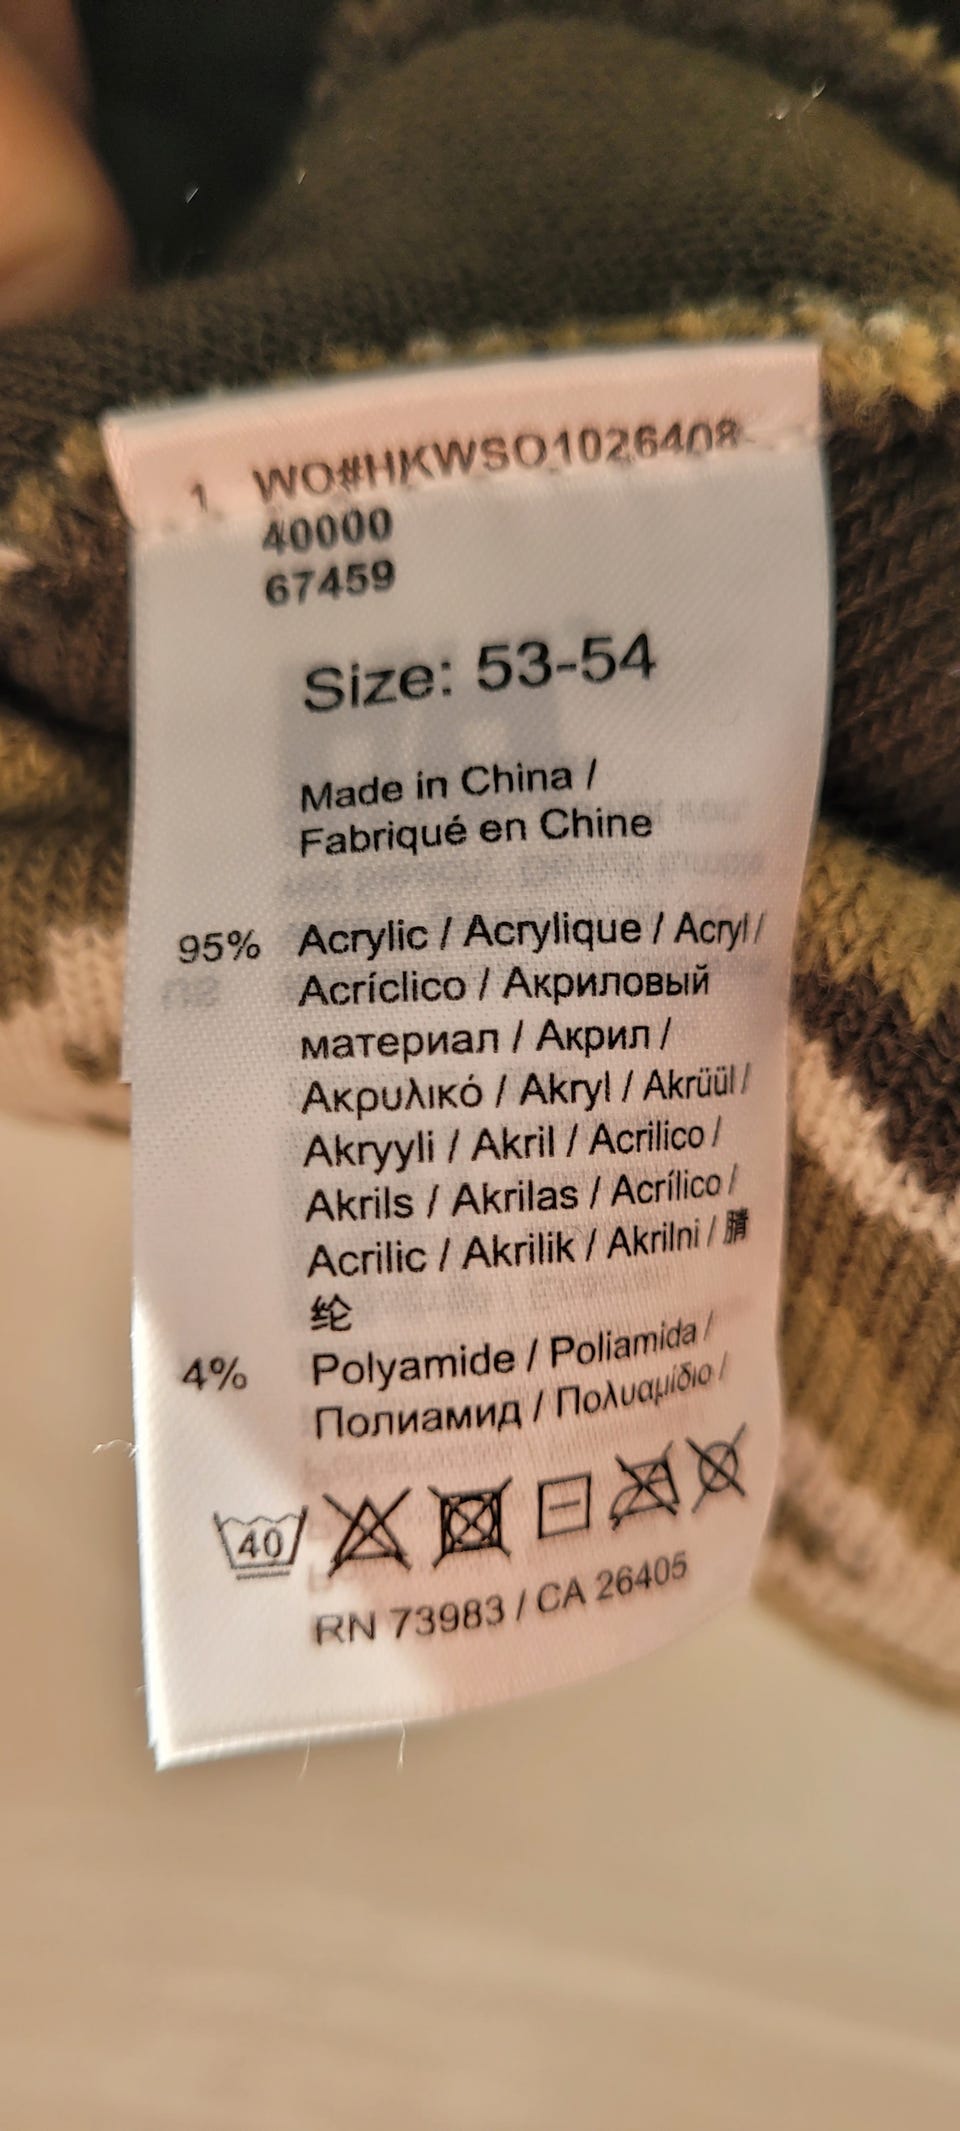 1 WO#HKWSO1026408
40000
67459
Size: 53-54
Made in China /
Fabriqué en Chine
95% Acrylic / Acrylique / Acryl /
Acríclico / Акриловый
материал / Акрил /
Ακρυλικό / Akryl / Akrüül /
Akryyli / Akril / Acrilico /
Akrils / Akrilas / Acrílico /
Acrilic / Akrilik / Akrilni / 腈
纶
4% Polyamide / Poliamida /
Полиамид / Πολυαμίδιο /
40
RN 73983 / CA 26405